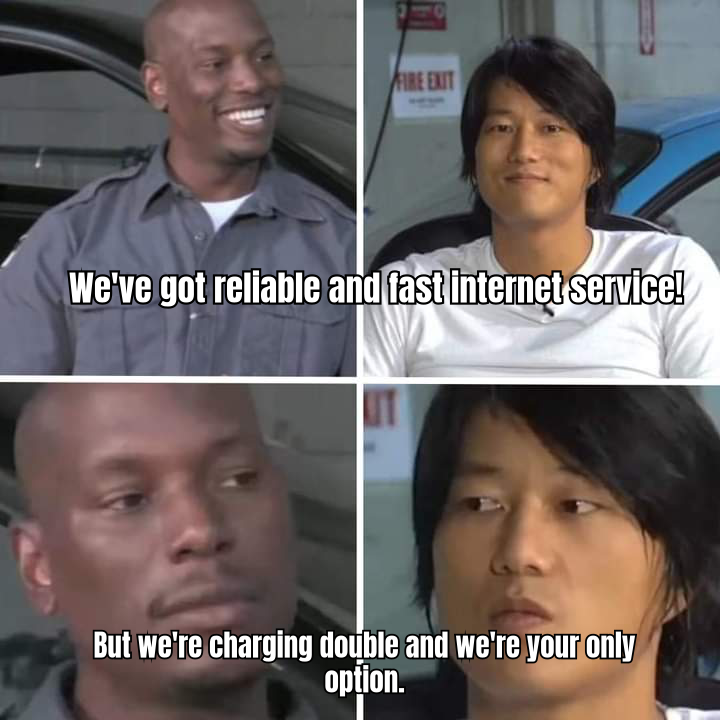 FIRE EXIT
We've got reliable and fast internet service!
XIT
But we're charging double and we're your only
option.